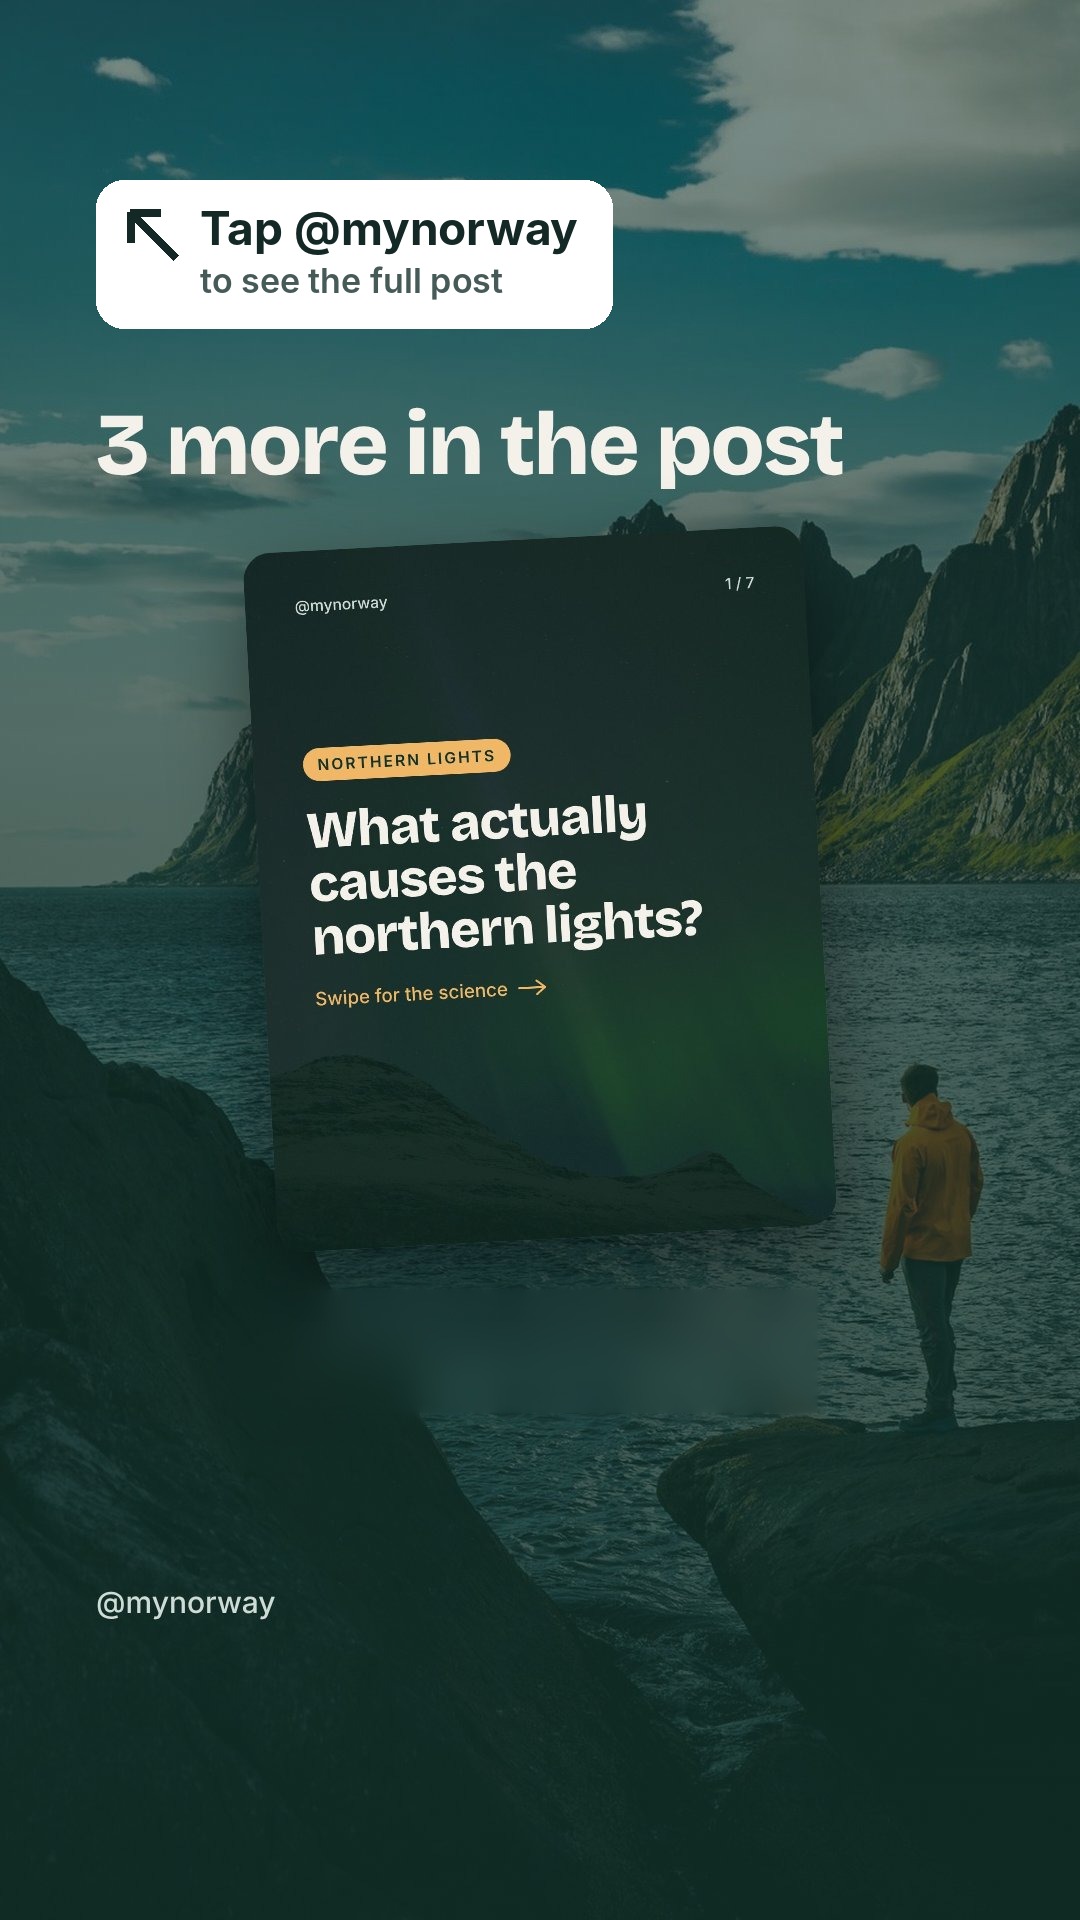 Tap @mynorway
to see the full post
3 more in the post
@mynorway
1 / 7
NORTHERN LIGHTS
What actually
causes the
northern lights?
Swipe for the science
@mynorway